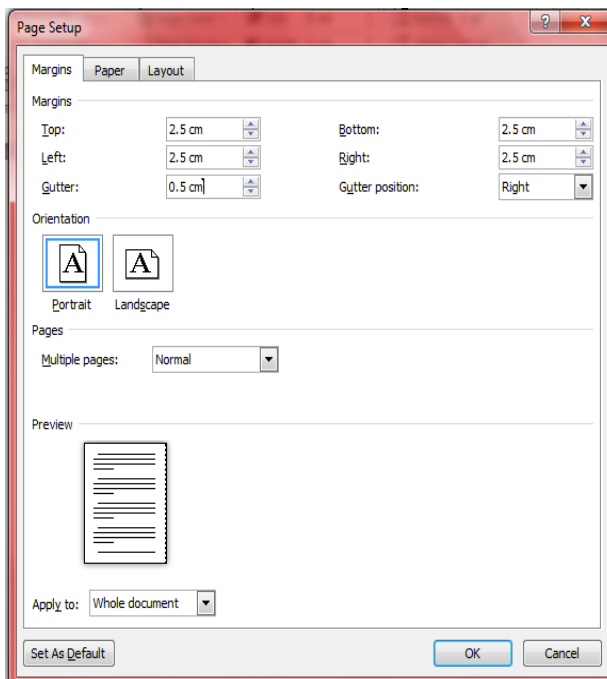 Page Setup
Margins Paper Layout
Margins
Top: 2.5 cm Bottom: 2.5 cm
Left: 2.5 cm Right: 2.5 cm
Gutter: 0.5 cm Gutter position: Right
Orientation
A A
Portrait Landscape
Pages
Multiple pages: Normal
Preview
Apply to: Whole document
Set As Default OK Cancel